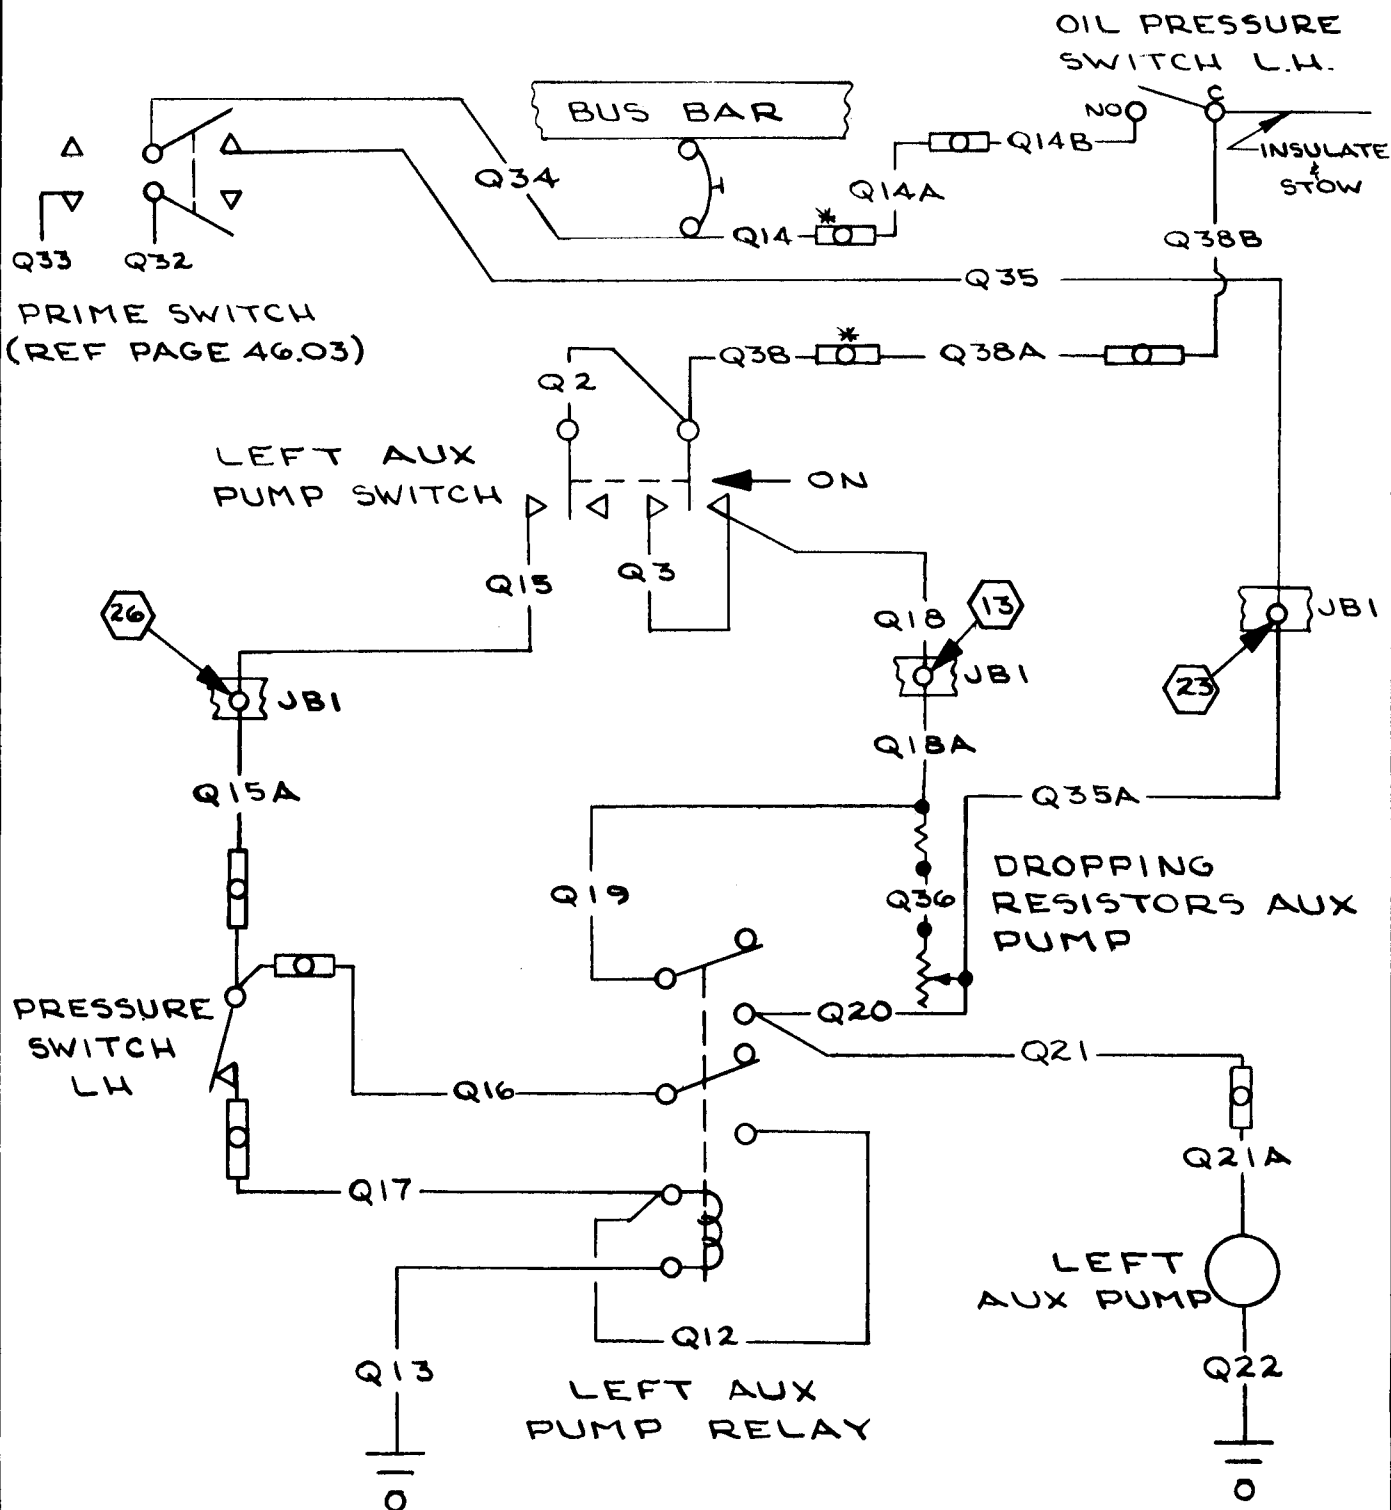 OIL PRESSURE
SWITCH L.H.
BUS BAR
C
NO
Q14B
INSULATE
&
STOW
Q34
Q14A
*
Q14
Q38B
Q33
Q32
Q35
PRIME SWITCH
(REF PAGE 46.03)
*
Q38
Q38A
Q2
LEFT AUX
PUMP SWITCH
ON
Q15
Q3
26
Q18
13
JB1
JB1
JB1
23
Q18A
Q15A
Q35A
Q19
Q36
DROPPING
RESISTORS AUX
PUMP
PRESSURE
SWITCH
LH
Q20
Q21
Q16
Q21A
Q17
LEFT
AUX PUMP
Q12
Q13
Q22
LEFT AUX
PUMP RELAY